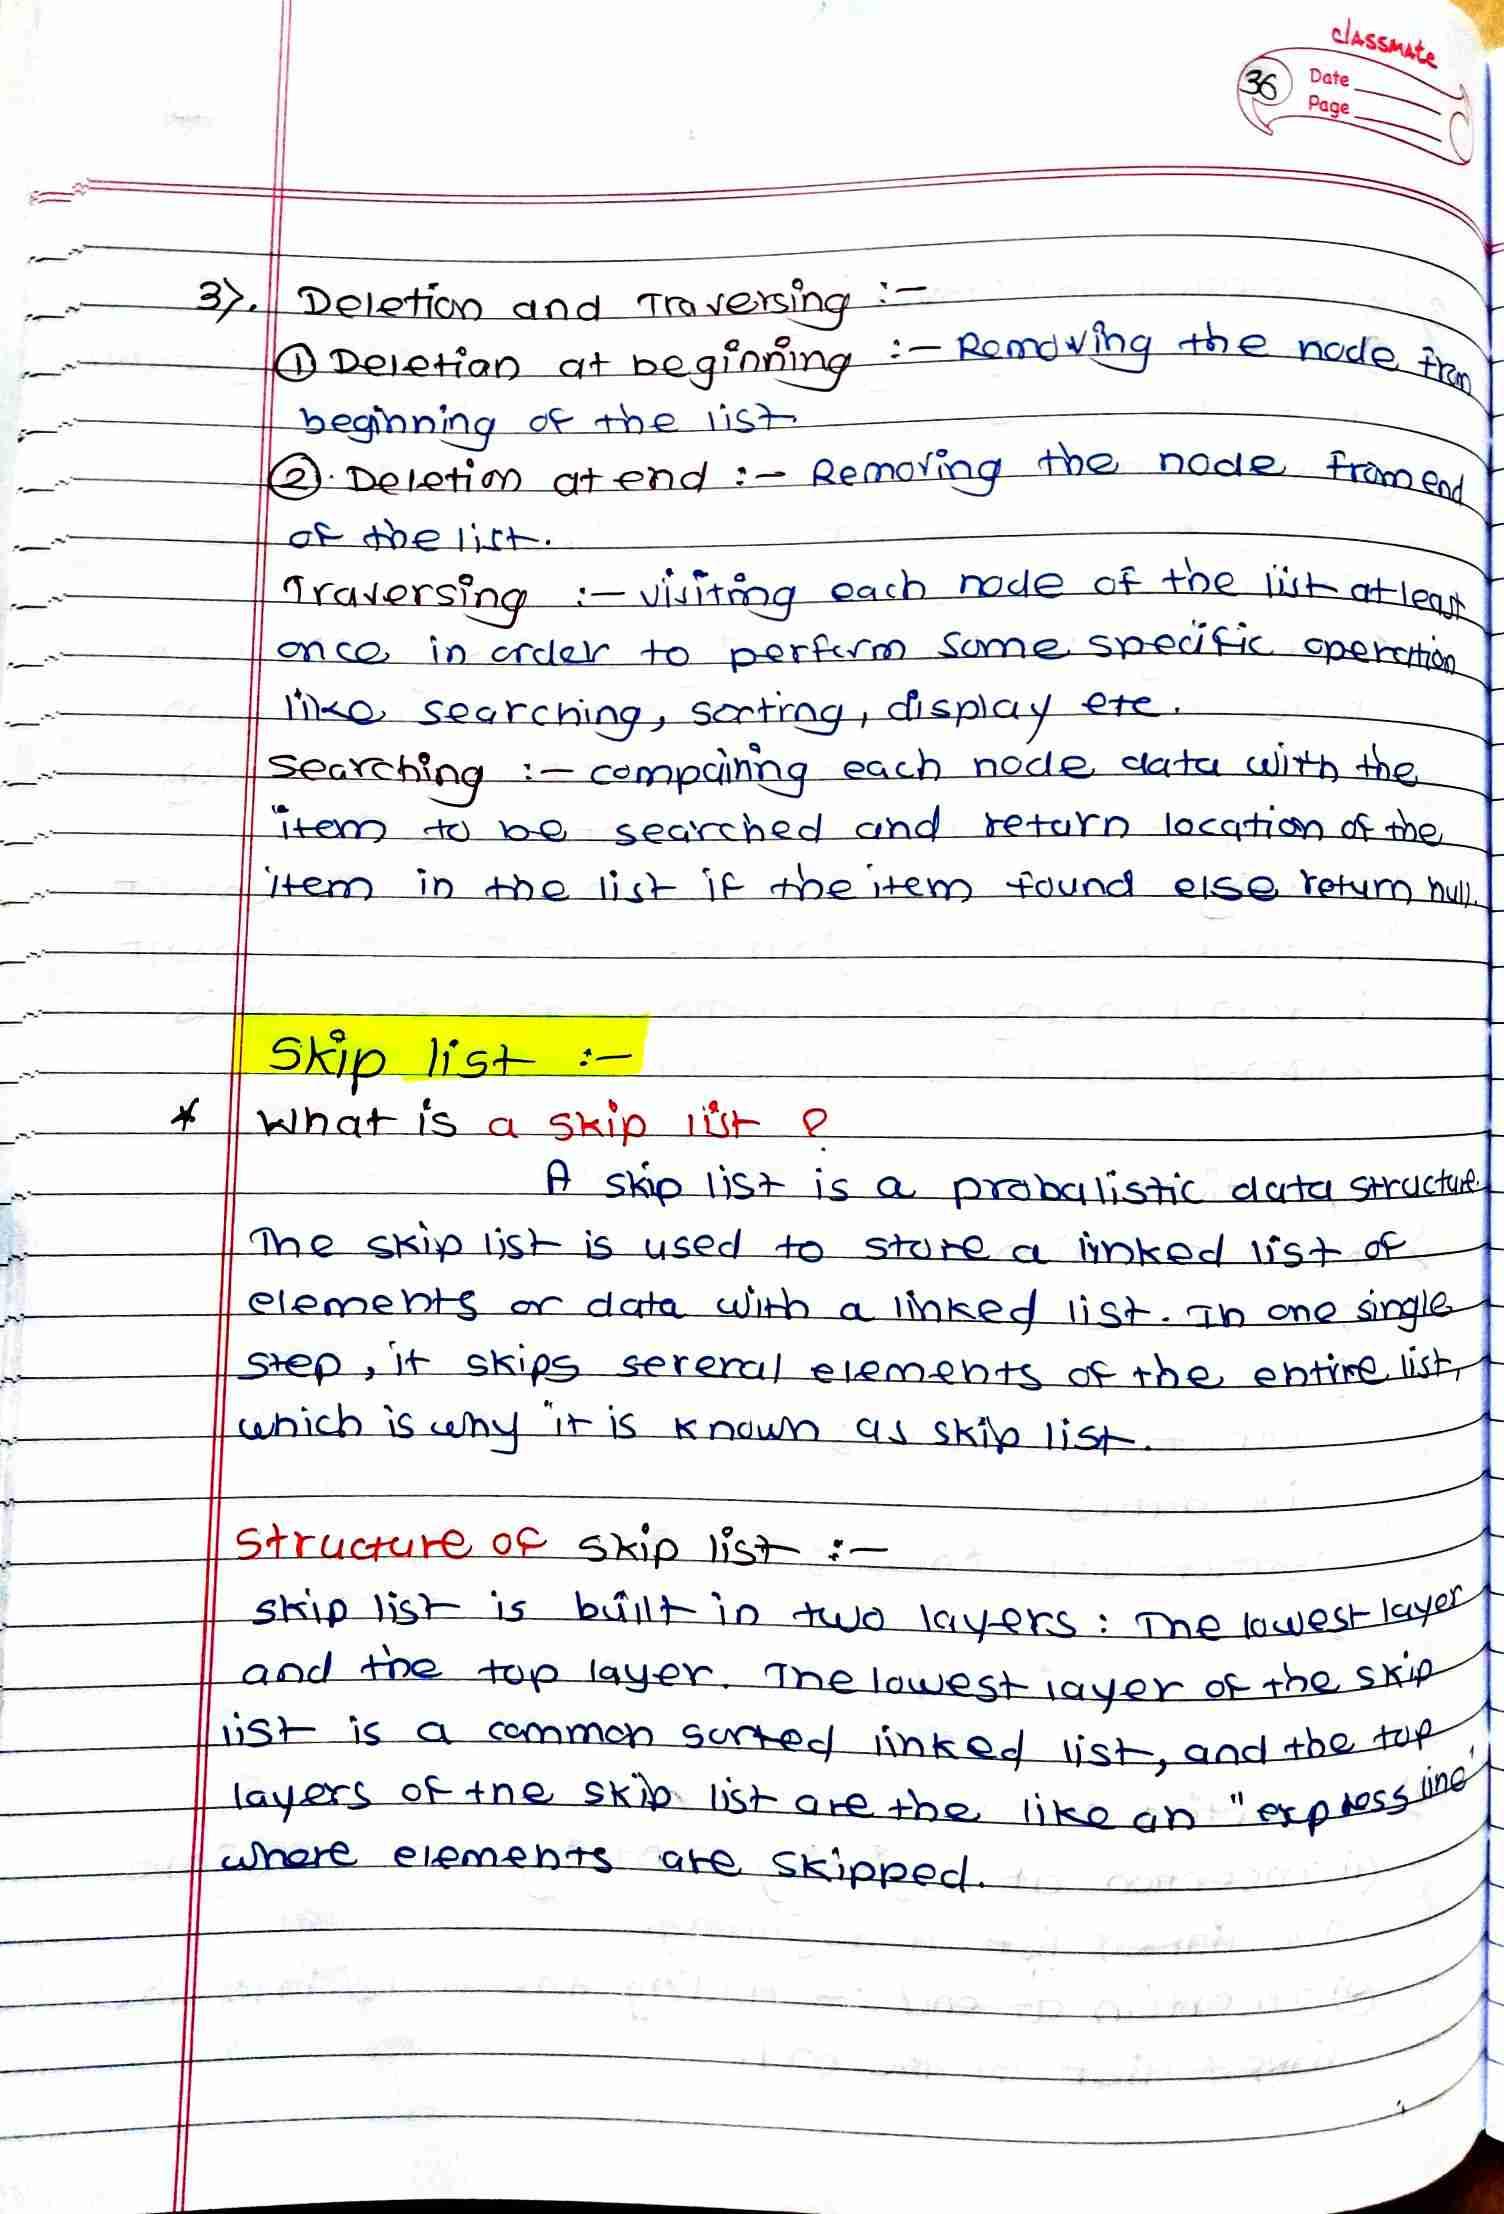 classmate
36
Date
Page
3). Deletion and Traversing :-
① Deletion at beginning :- Removing the node from
beginning of the list
②. Deletion at end :- Removing the node from end
of the list.
Traversing :- visiting each node of the list at least
once in order to perform some specific operation
like searching, sorting, display etc.
Searching :- compairing each node data with the
item to be searched and return location of the
item in the list if the item found else return null.
Skip list :-
* What is a skip list ?
A skip list is a probalistic data structure.
The skip list is used to store a linked list of
elements or data with a linked list. In one single
step, it skips sereral elements of the entire list,
which is why it is known as skip list.
Structure of skip list :-
skip list is built in two layers : The lowest layer
and the top layer. The lowest layer of the skip
list is a common sorted linked list, and the top
layers of the skip list are the like an "express line"
where elements are skipped.